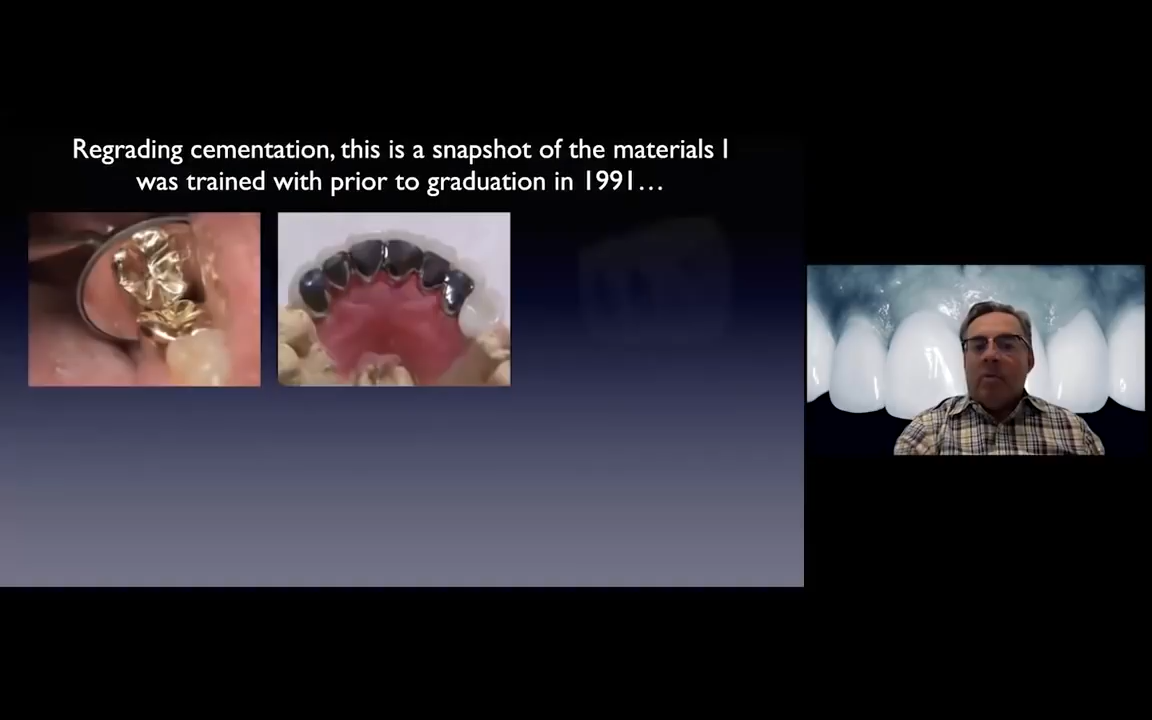 Regrading cementation, this is a snapshot of the materials I
was trained with prior to graduation in 1991…